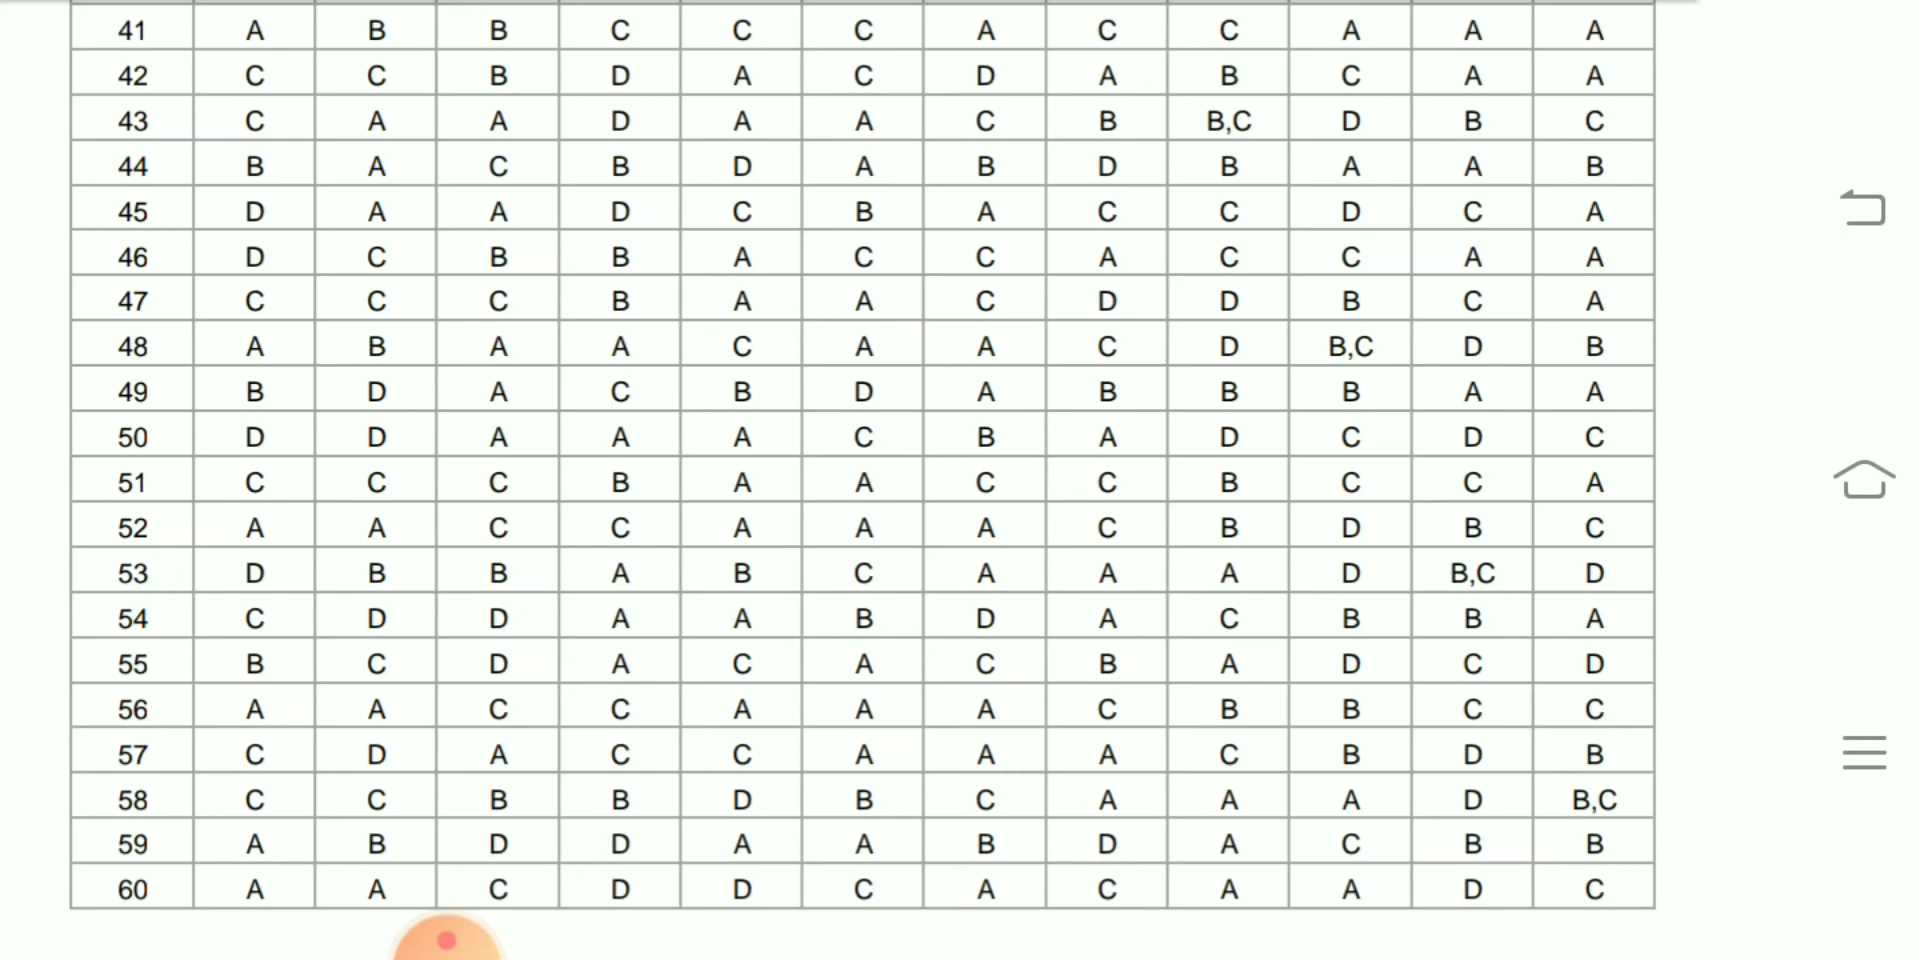 41 A B B C C C A C C A A A
42 C C B D A C D A B C A A
43 C A A D A A C B B,C D B C
44 B A C B D A B D B A A B
45 D A A D C B A C C D C A
46 D C B B A C C A C C A A
47 C C C B A A C D D B C A
48 A B A A C A A C D B,C D B
49 B D A C B D A B B B A A
50 D D A A A C B A D C D C
51 C C C B A A C C B C C A
52 A A C C A A A C B D B C
53 D B B A B C A A A D B,C D
54 C D D A A B D A C B B A
55 B C D A C A C B A D C D
56 A A C C A A A C B B C C
57 C D A C C A A A C B D B
58 C C B B D B C A A A D B,C
59 A B D D A A B D A C B B
60 A A C D D C A C A A D C